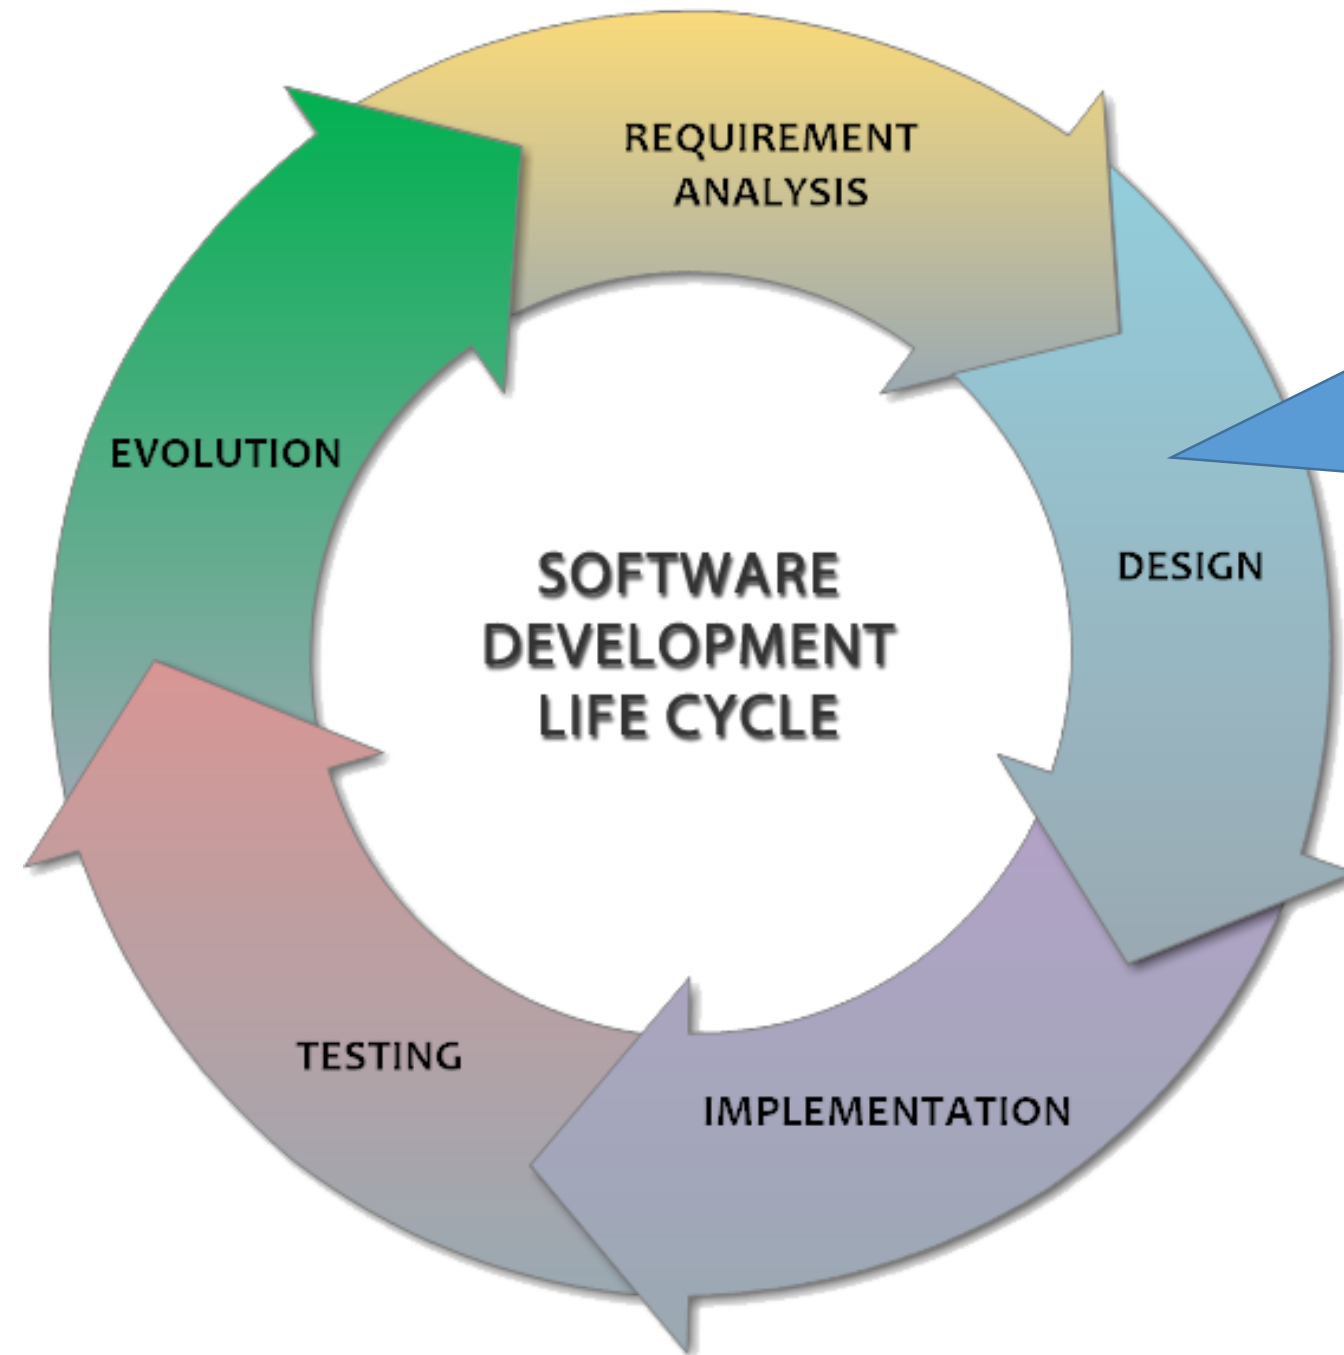 REQUIREMENT
ANALYSIS
EVOLUTION
SOFTWARE
DEVELOPMENT
LIFE CYCLE
DESIGN
TESTING
IMPLEMENTATION